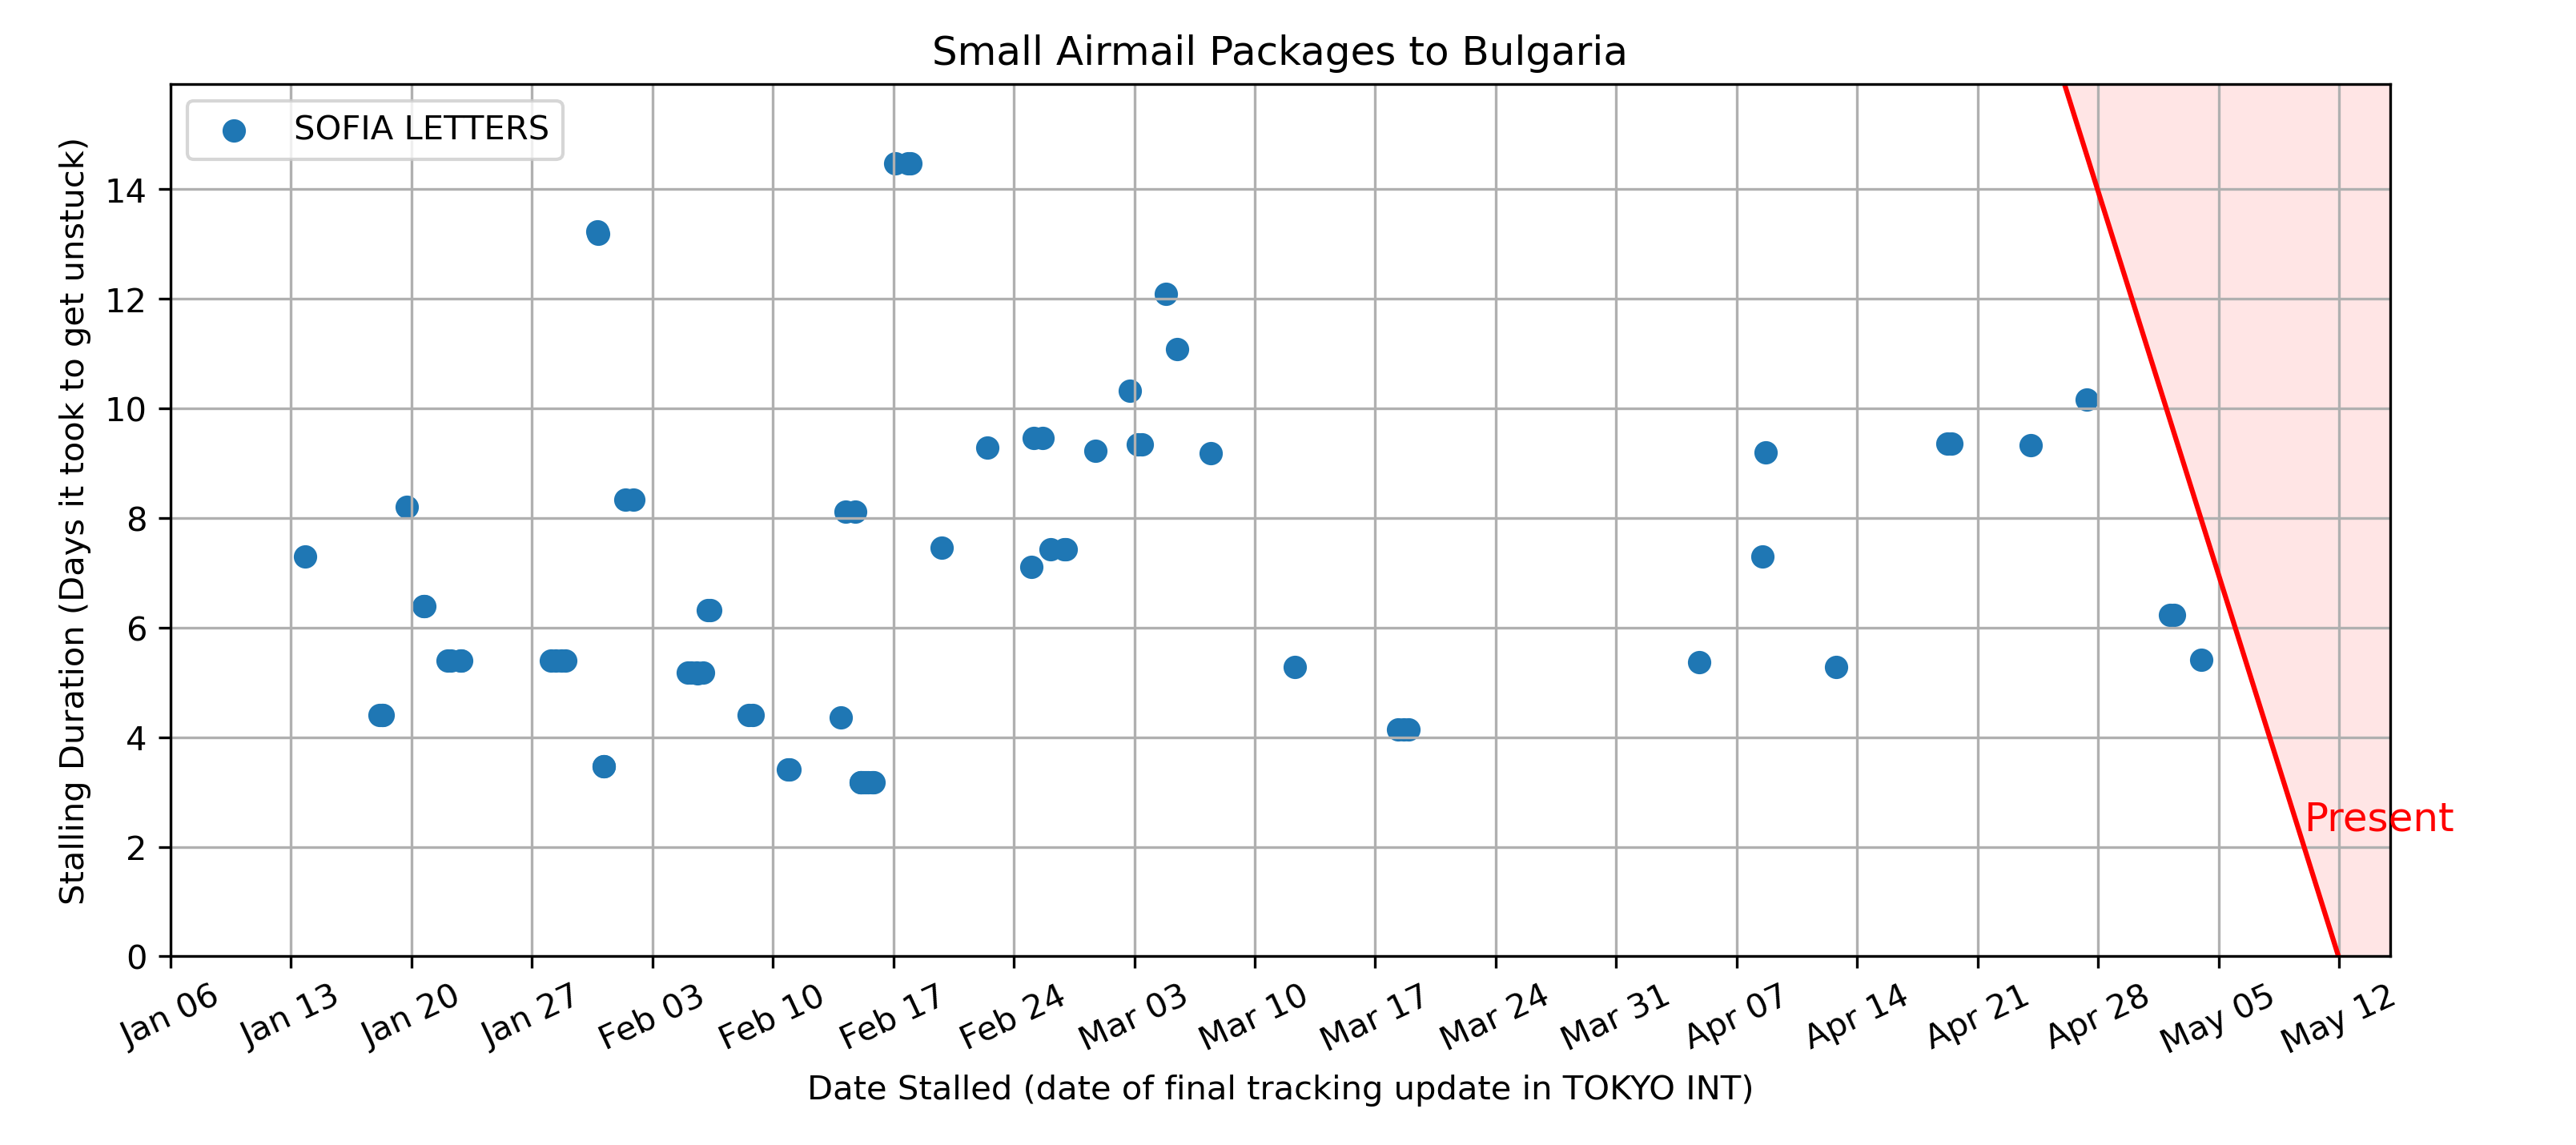 Small Airmail Packages to Bulgaria
SOFIA LETTERS
Stalling Duration (Days it took to get unstuck)
14
12
10
8
6
4
2
0
Present
Jan 06
Jan 13
Jan 20
Jan 27
Feb 03
Feb 10
Feb 17
Feb 24
Mar 03
Mar 10
Mar 17
Mar 24
Mar 31
Apr 07
Apr 14
Apr 21
Apr 28
May 05
May 12
Date Stalled (date of final tracking update in TOKYO INT)